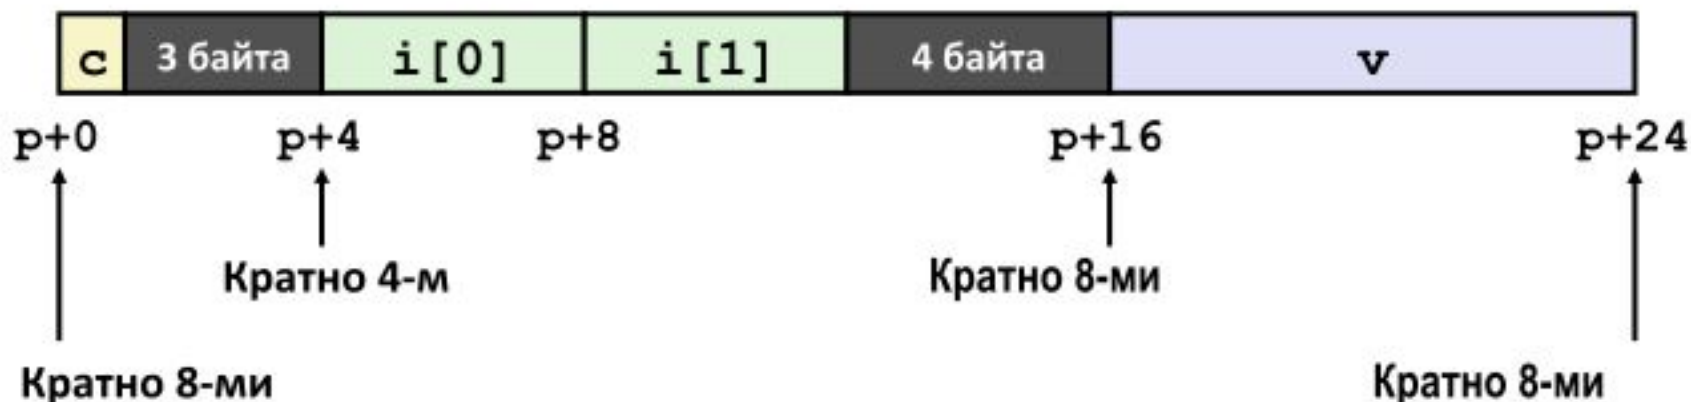 c 3 байта i[0] i[1] 4 байта v
p+0 p+4 p+8 p+16 p+24
Кратно 4-м Кратно 8-ми
Кратно 8-ми Кратно 8-ми